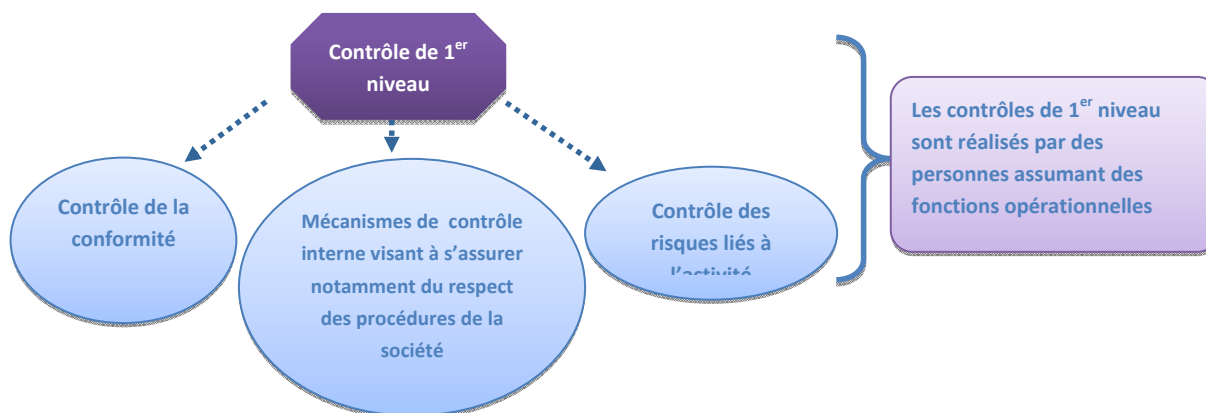 Contrôle de 1er
niveau
Les contrôles de 1er niveau
sont réalisés par des
personnes assumant des
fonctions opérationnelles
Contrôle de la
conformité
Mécanismes de contrôle
interne visant à s’assurer
notamment du respect
des procédures de la
société
Contrôle des
risques liés à
l’activité